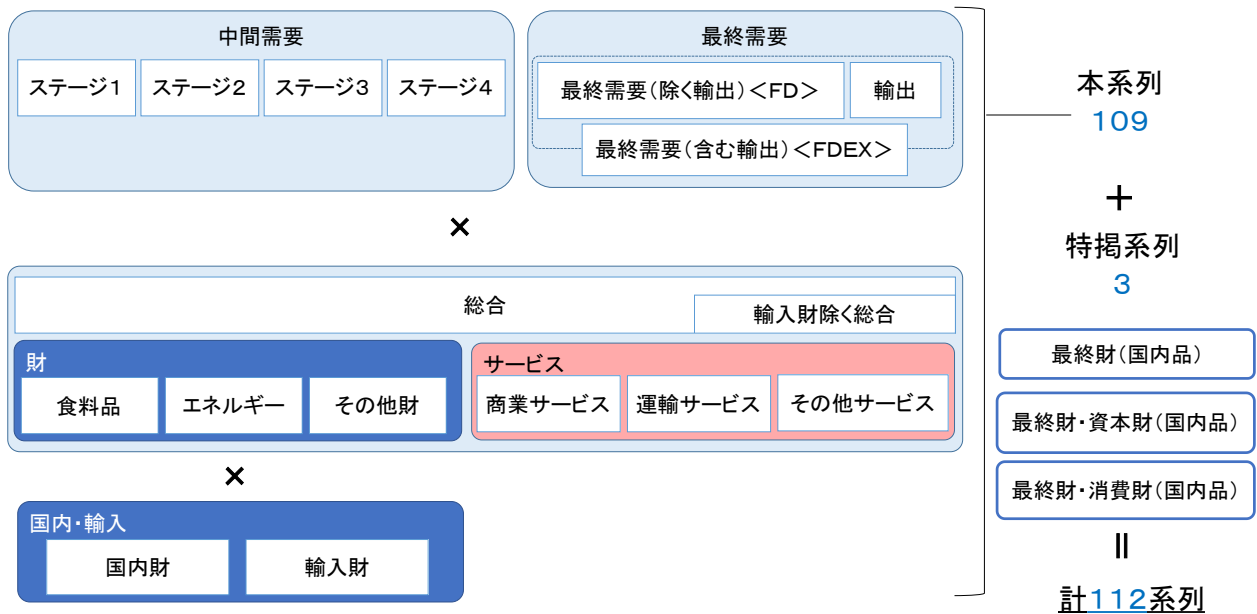 中間需要
ステージ1
ステージ2
ステージ3
ステージ4
最終需要
最終需要(除く輸出)<FD>
輸出
最終需要(含む輸出)<FDEX>
×
総合
輸入財除く総合
財
食料品
エネルギー
その他財
サービス
商業サービス
運輸サービス
その他サービス
×
国内・輸入
国内財
輸入財
本系列
109
+
特掲系列
3
最終財(国内品)
最終財・資本財(国内品)
最終財・消費財(国内品)
=
計112系列